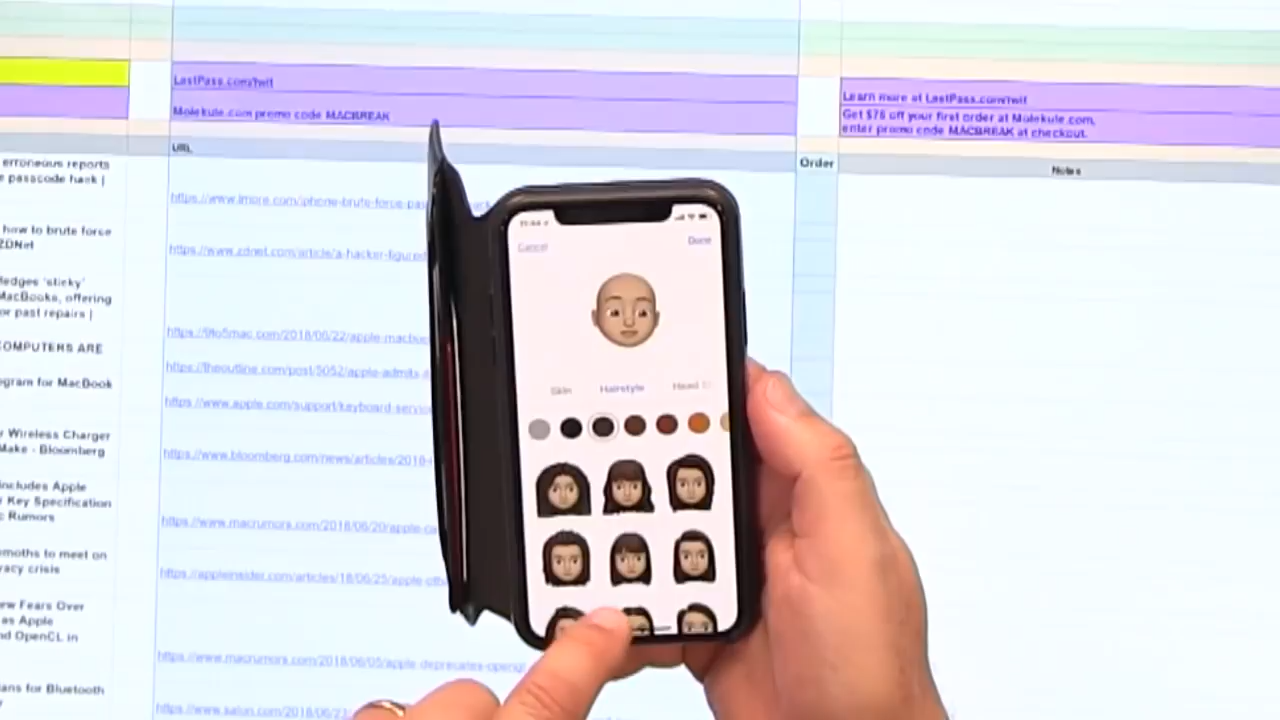 LastPass.com/twit
Molekule.com promo code MACBREAK
Learn more at LastPass.com/twit
Get $75 off your first order at Molekule.com,
enter promo code MACBREAK at checkout.
URL
Order
Notes
erroneous reports
passcode hack |
https://www.imore.com/iphone-brute-force-pas
how to brute force
ZDNet
https://www.zdnet.com/article/a-hacker-figured
ledges 'sticky'
MacBooks, offering
or past repairs |
https://9to5mac.com/2018/06/22/apple-macbo
COMPUTERS ARE
https://theoutline.com/post/5052/apple-admits-
gram for MacBook
https://www.apple.com/support/keyboard-servic
Wireless Charger
Make - Bloomberg
https://www.bloomberg.com/news/articles/2018-
includes Apple
Key Specification
Rumors
https://www.macrumors.com/2018/06/20/apple-ca
moths to meet on
racy crisis
https://appleinsider.com/articles/18/06/25/apple-oth
ew Fears Over
as Apple
nd OpenCL in
https://www.macrumors.com/2018/06/05/apple-deprecates-opengl
ans for Bluetooth
https://www.salon.com/2018/06/23
Cancel
Done
Skin
Hairstyle
Head